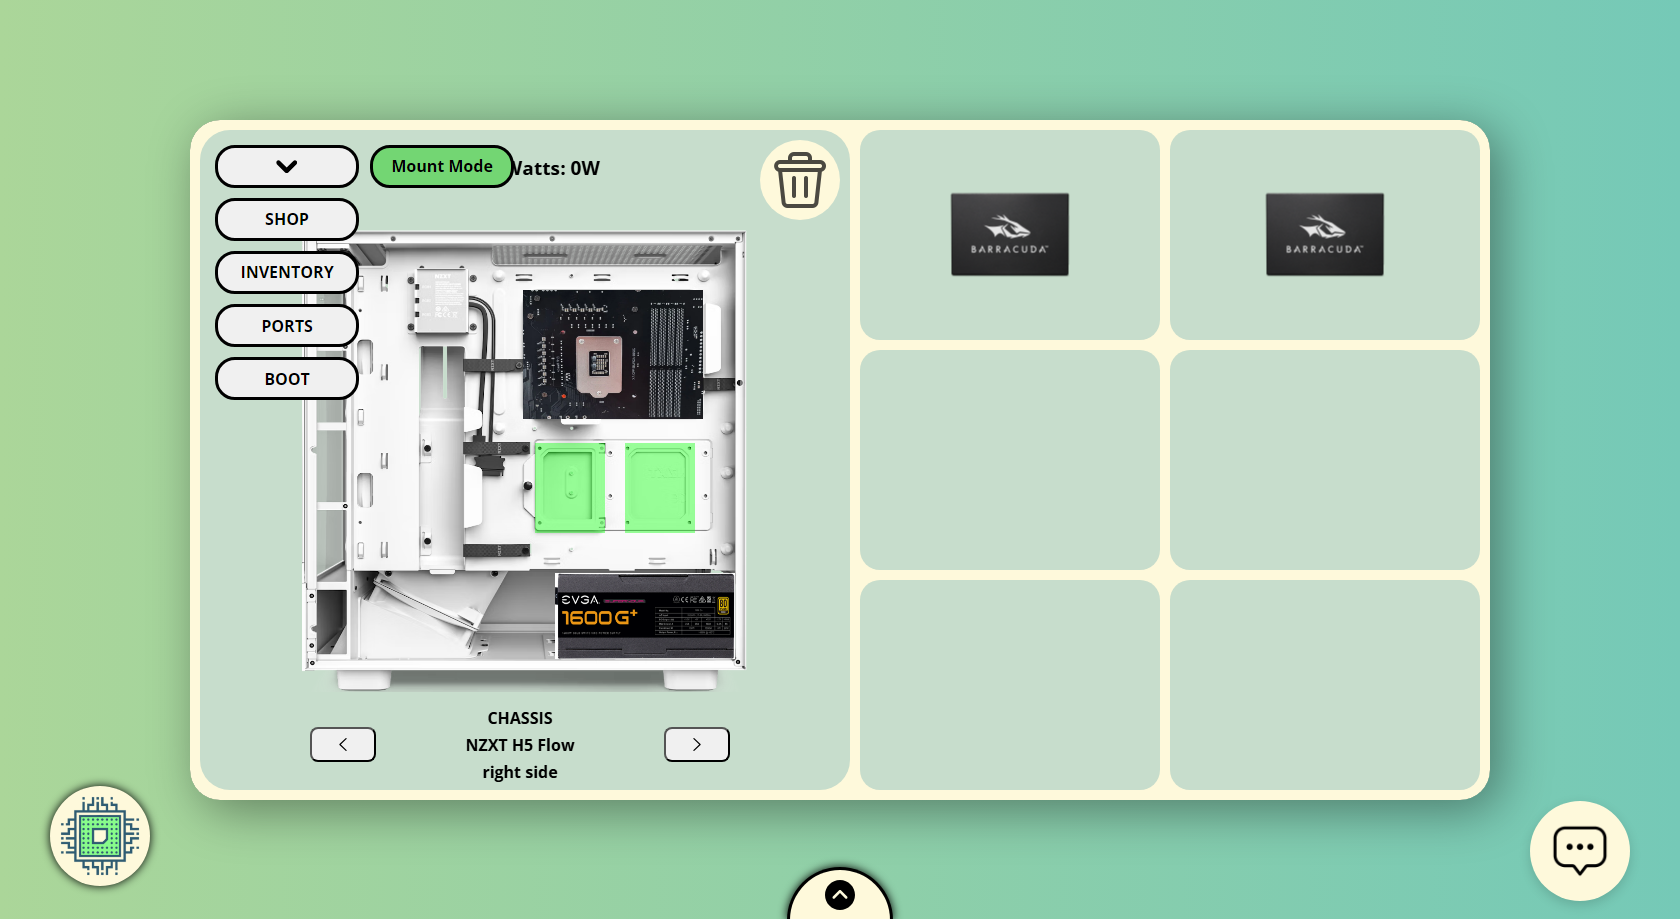 Mount Mode
Watts: 0W
SHOP
INVENTORY
PORTS
BOOT
BARRACUDA
BARRACUDA
EVGA
1600 G+
CHASSIS
NZXT H5 Flow
right side